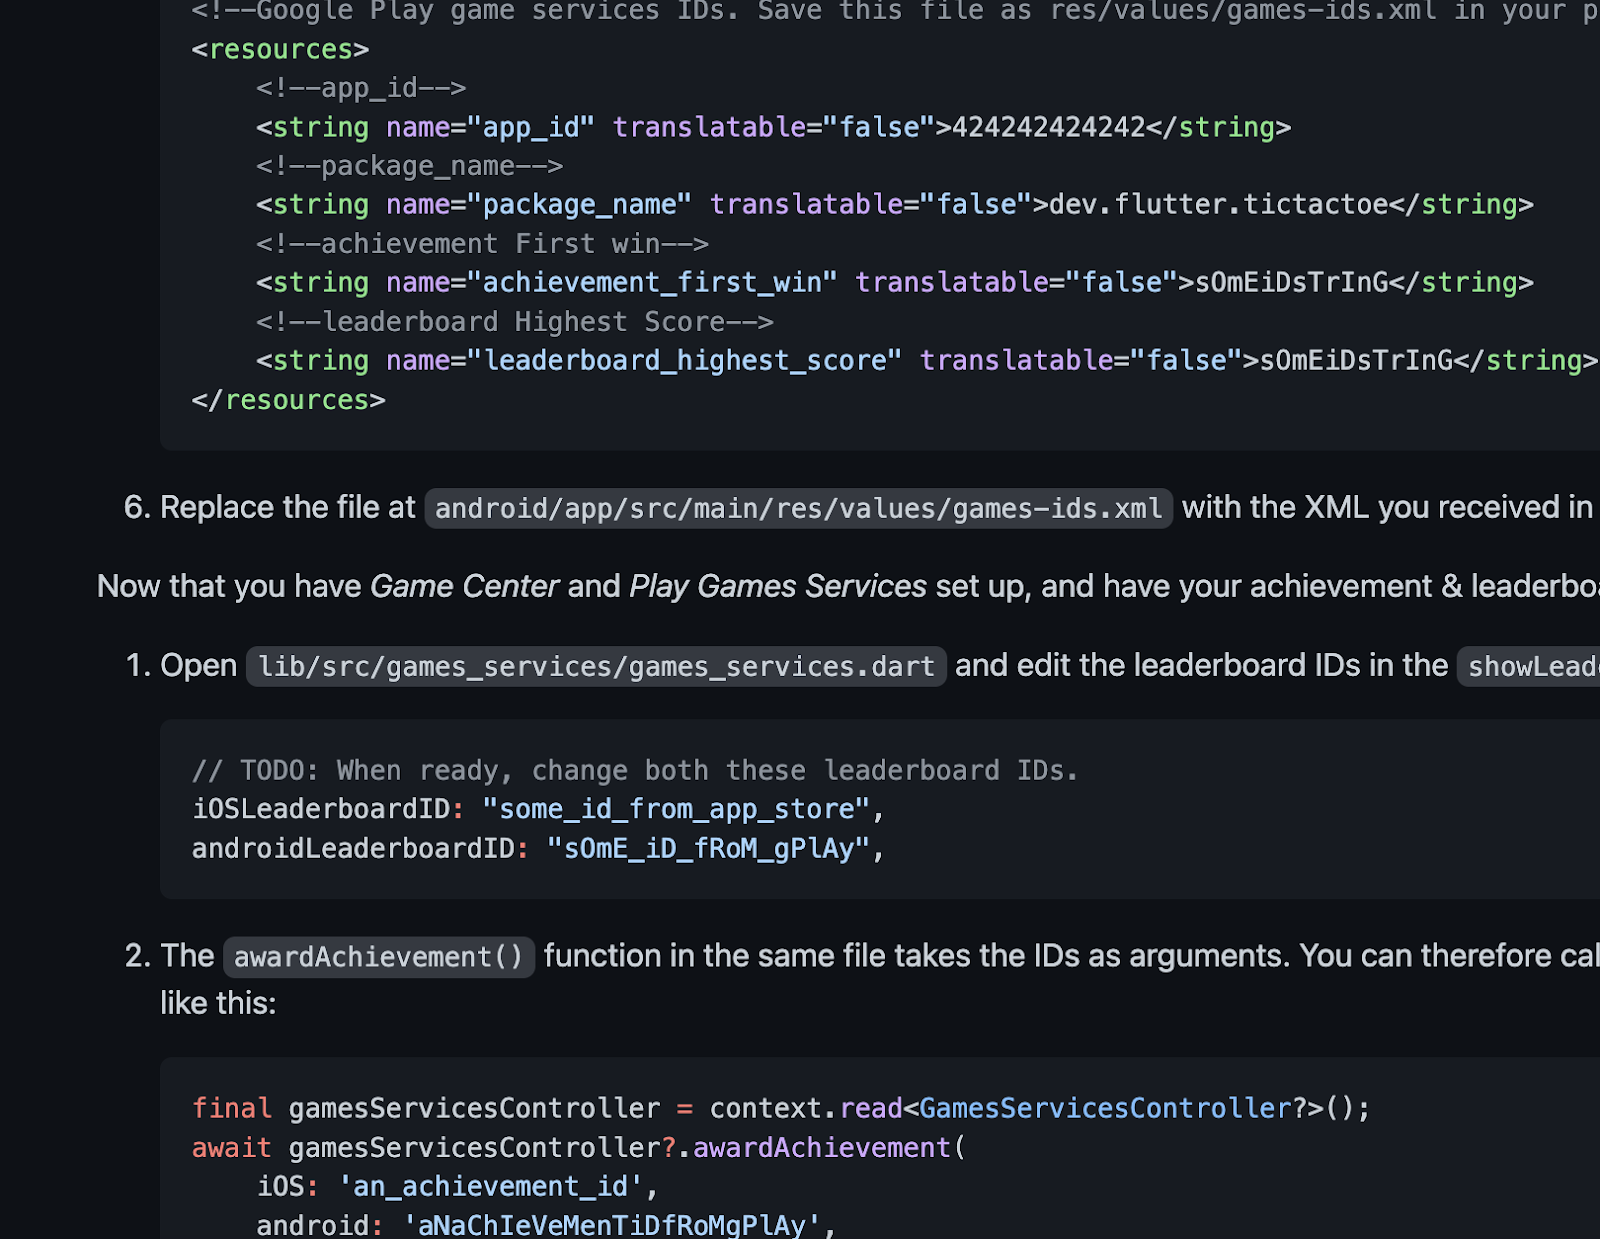 <!--Google Play game services IDs. Save this file as res/values/games-ids.xml in your p
<resources>
<!--app_id-->
<string name="app_id" translatable="false">424242424242</string>
<!--package_name-->
<string name="package_name" translatable="false">dev.flutter.tictactoe</string>
<!--achievement First win-->
<string name="achievement_first_win" translatable="false">sOmEiDsTrInG</string>
<!--leaderboard Highest Score-->
<string name="leaderboard_highest_score" translatable="false">sOmEiDsTrInG</string>
</resources>
6. Replace the file at android/app/src/main/res/values/games-ids.xml with the XML you received in
Now that you have Game Center and Play Games Services set up, and have your achievement & leaderbo
1. Open lib/src/games_services/games_services.dart and edit the leaderboard IDs in the showLead
// TODO: When ready, change both these leaderboard IDs.
iOSLeaderboardID: "some_id_from_app_store",
androidLeaderboardID: "sOmE_iD_fRoM_gPlAy",
2. The awardAchievement() function in the same file takes the IDs as arguments. You can therefore cal
like this:
final gamesServicesController = context.read<GamesServicesController?>();
await gamesServicesController?.awardAchievement(
iOS: 'an_achievement_id',
android: 'aNaChIeVeMenTiDfRoMgPlAy',